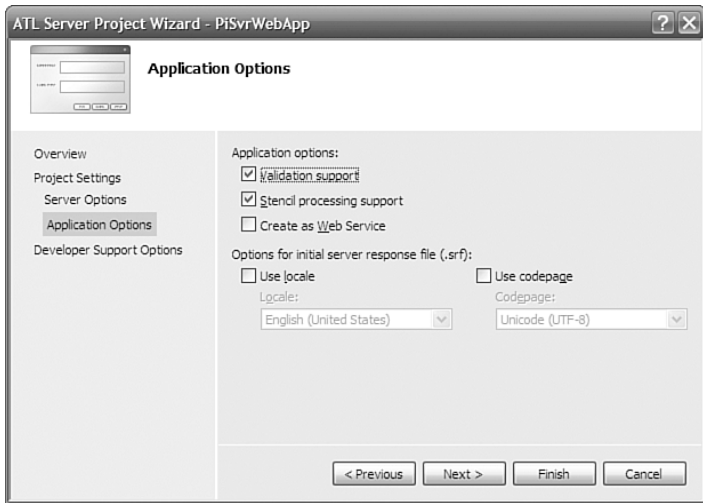 ATL Server Project Wizard - PiSvrWebApp
Application Options
Overview
Project Settings
Server Options
Application Options
Developer Support Options
Application options:
Validation support
Stencil processing support
Create as Web Service
Options for initial server response file (.srf):
Use locale
Use codepage
Locale:
Codepage:
English (United States)
Unicode (UTF-8)
< Previous
Next >
Finish
Cancel